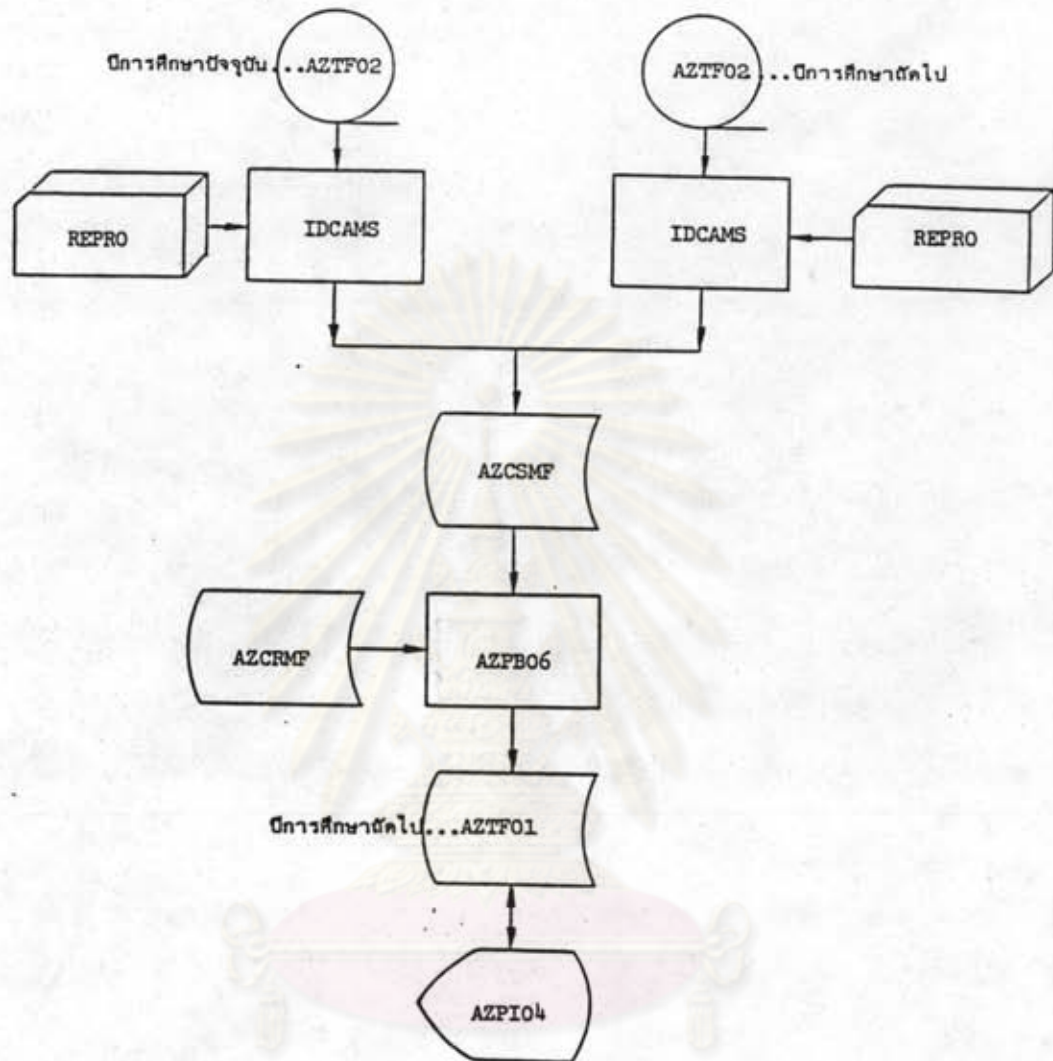 ปีการศึกษาปัจจุบัน...AZTF02
AZTF02...ปีการศึกษาถัดไป
REPRO
IDCAMS
IDCAMS
REPRO
AZCSMF
AZCRMF
AZPB06
ปีการศึกษาถัดไป...AZTF01
AZPI04